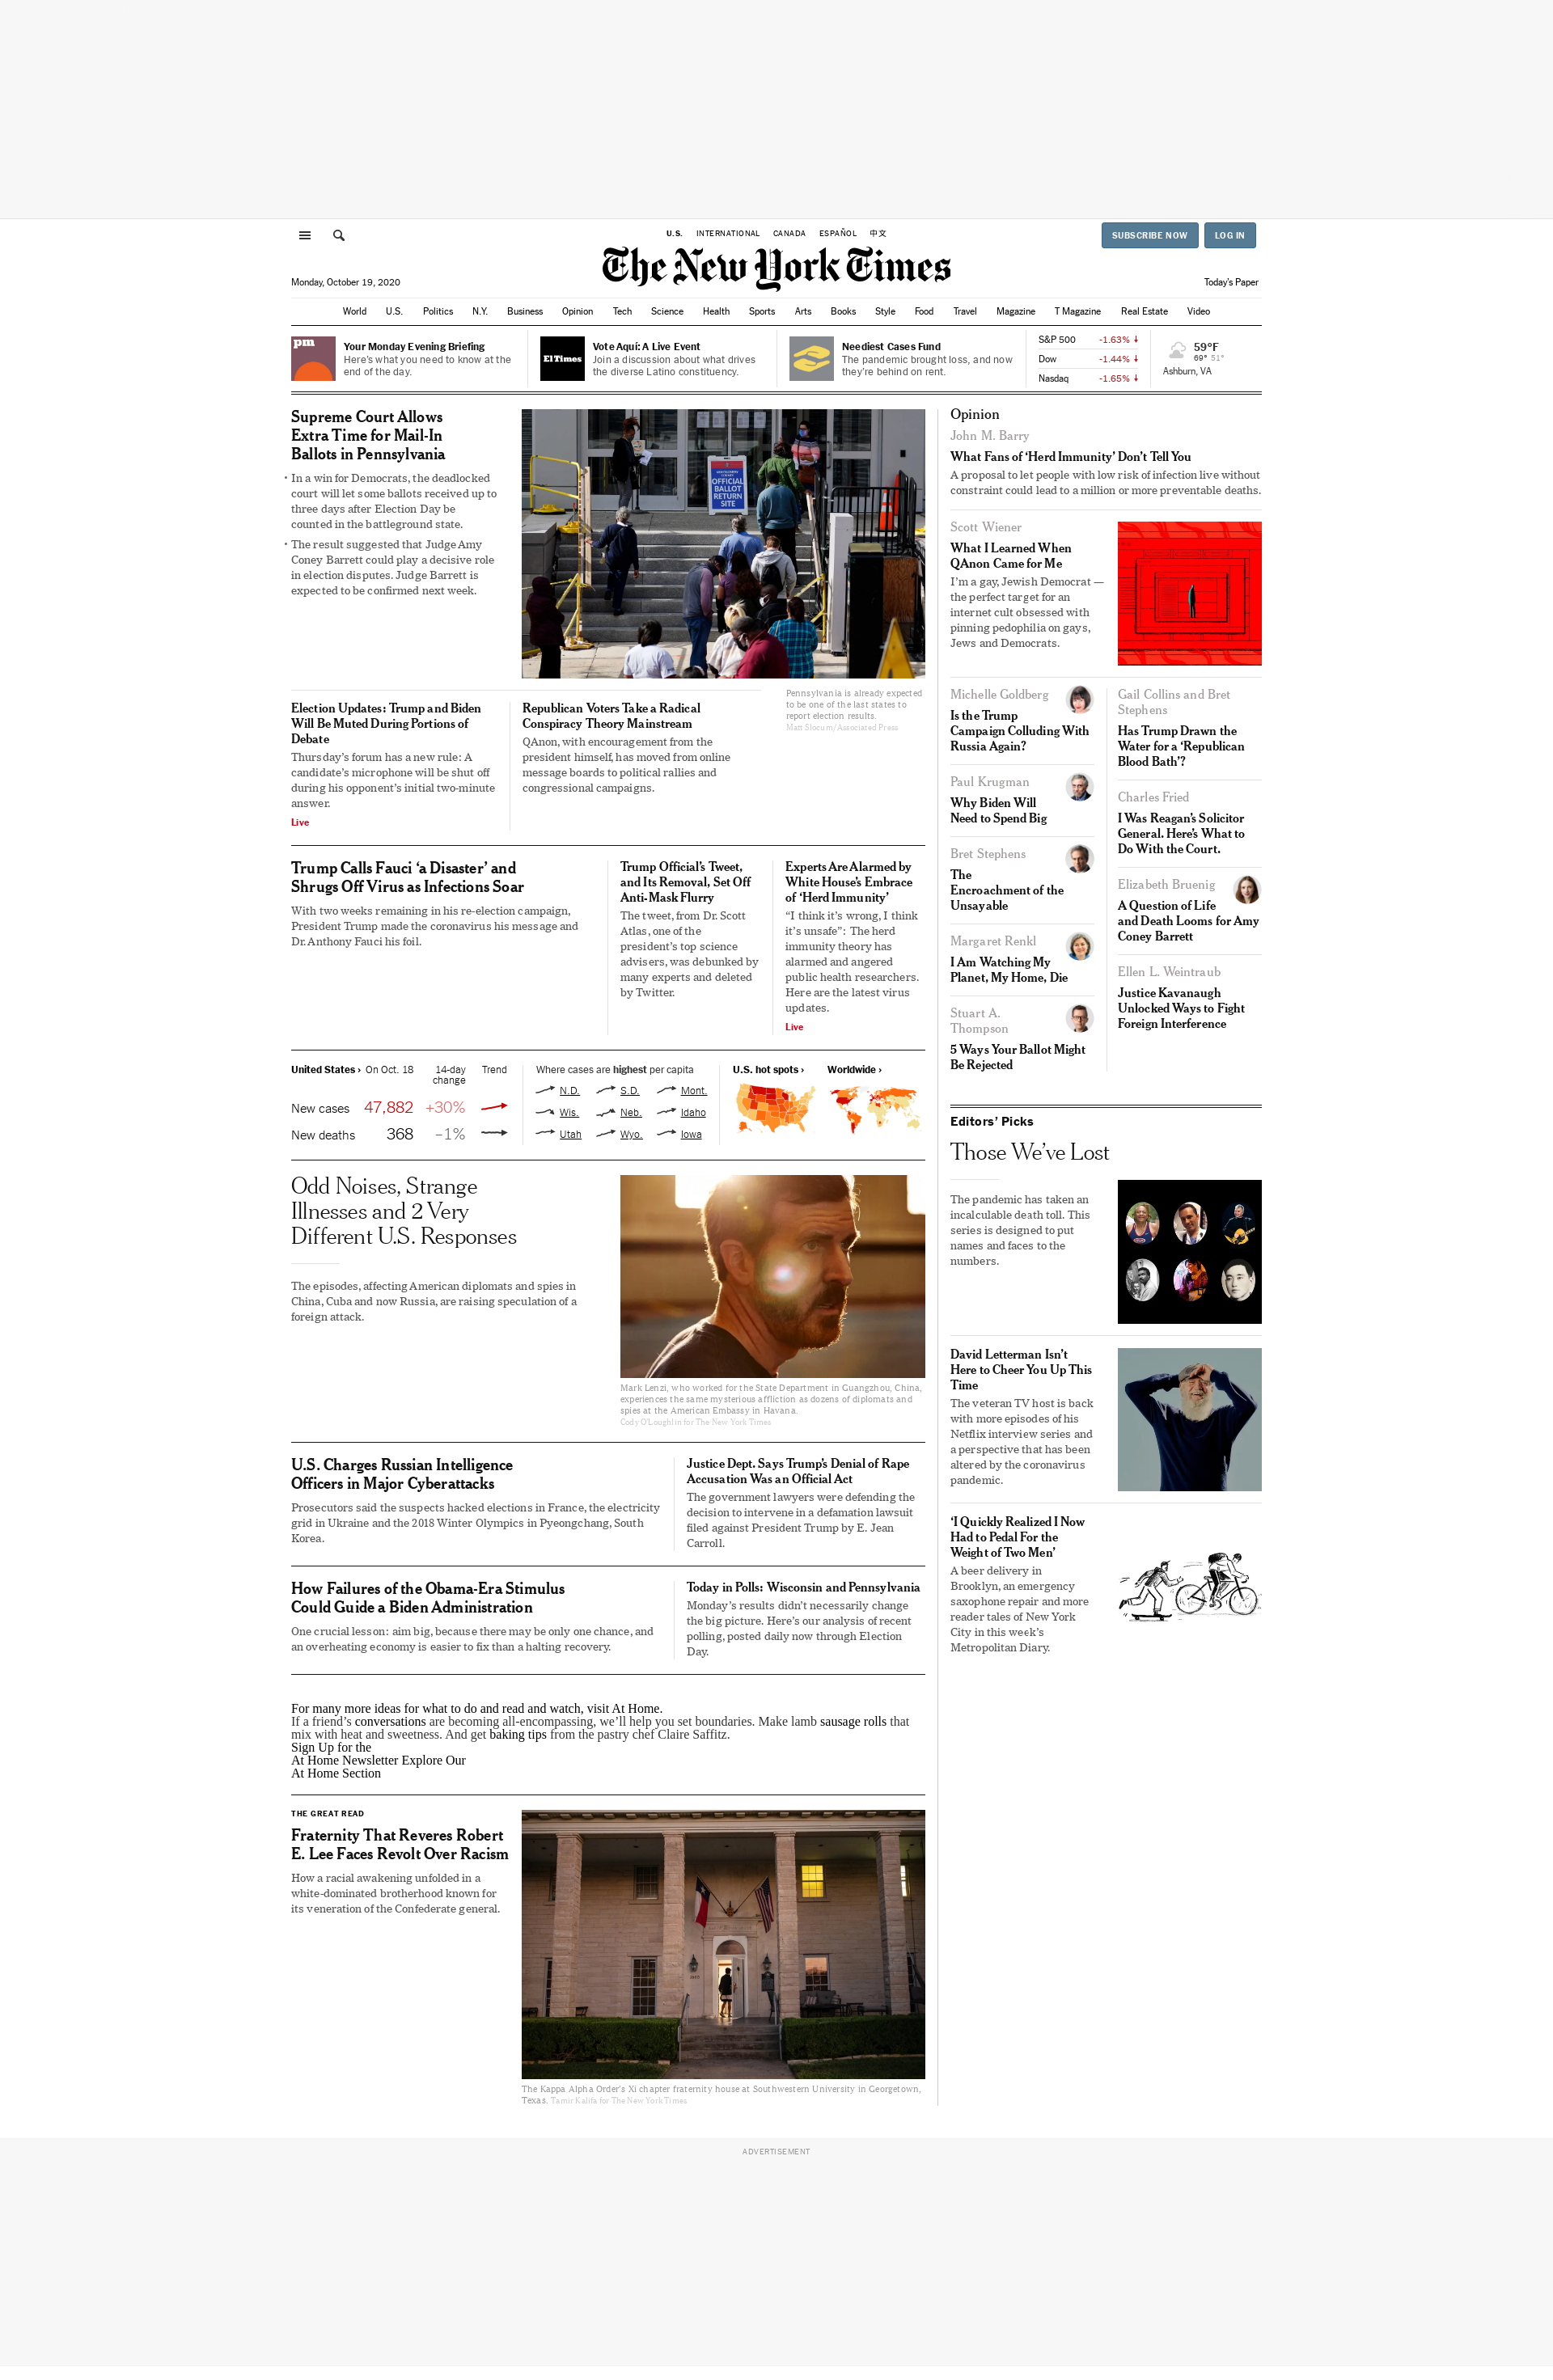 U.S. INTERNATIONAL CANADA ESPAÑOL 中文
SUBSCRIBE NOW LOG IN
The New York Times
Monday, October 19, 2020
Today's Paper
World U.S. Politics N.Y. Business Opinion Tech Science Health Sports Arts Books Style Food Travel Magazine T Magazine Real Estate Video
pm
Your Monday Evening Briefing
Here's what you need to know at the
end of the day.
El Times
Vote Aquí: A Live Event
Join a discussion about what drives
the diverse Latino constituency.
Neediest Cases Fund
The pandemic brought loss, and now
they're behind on rent.
S&P 500 -1.63%
Dow -1.44%
Nasdaq -1.65%
59°F
69° 51°
Ashburn, VA
Supreme Court Allows
Extra Time for Mail-In
Ballots in Pennsylvania
• In a win for Democrats, the deadlocked
court will let some ballots received up to
three days after Election Day be
counted in the battleground state.
• The result suggested that Judge Amy
Coney Barrett could play a decisive role
in election disputes. Judge Barrett is
expected to be confirmed next week.
OFFICIAL
BALLOT
RETURN
SITE
Pennsylvania is already expected
to be one of the last states to
report election results.
Matt Slocum/Associated Press
Election Updates: Trump and Biden
Will Be Muted During Portions of
Debate
Thursday's forum has a new rule: A
candidate's microphone will be shut off
during his opponent's initial two-minute
answer.
Live
Republican Voters Take a Radical
Conspiracy Theory Mainstream
QAnon, with encouragement from the
president himself, has moved from online
message boards to political rallies and
congressional campaigns.
Trump Calls Fauci ‘a Disaster’ and
Shrugs Off Virus as Infections Soar
With two weeks remaining in his re-election campaign,
President Trump made the coronavirus his message and
Dr. Anthony Fauci his foil.
Trump Official's Tweet,
and Its Removal, Set Off
Anti-Mask Flurry
The tweet, from Dr. Scott
Atlas, one of the
president's top science
advisers, was debunked by
many experts and deleted
by Twitter.
Experts Are Alarmed by
White House's Embrace
of ‘Herd Immunity’
“I think it's wrong, I think
it's unsafe”: The herd
immunity theory has
alarmed and angered
public health researchers.
Here are the latest virus
updates.
Live
United States › On Oct. 18 14-day
change Trend
New cases 47,882 +30%
New deaths 368 –1%
Where cases are highest per capita
N.D. S.D. Mont.
Wis. Neb. Idaho
Utah Wyo. Iowa
U.S. hot spots › Worldwide ›
Odd Noises, Strange
Illnesses and 2 Very
Different U.S. Responses
The episodes, affecting American diplomats and spies in
China, Cuba and now Russia, are raising speculation of a
foreign attack.
Mark Lenzi, who worked for the State Department in Guangzhou, China,
experiences the same mysterious affliction as dozens of diplomats and
spies at the American Embassy in Havana.
Cody O'Loughlin for The New York Times
U.S. Charges Russian Intelligence
Officers in Major Cyberattacks
Prosecutors said the suspects hacked elections in France, the electricity
grid in Ukraine and the 2018 Winter Olympics in Pyeongchang, South
Korea.
Justice Dept. Says Trump's Denial of Rape
Accusation Was an Official Act
The government lawyers were defending the
decision to intervene in a defamation lawsuit
filed against President Trump by E. Jean
Carroll.
How Failures of the Obama-Era Stimulus
Could Guide a Biden Administration
One crucial lesson: aim big, because there may be only one chance, and
an overheating economy is easier to fix than a halting recovery.
Today in Polls: Wisconsin and Pennsylvania
Monday's results didn't necessarily change
the big picture. Here's our analysis of recent
polling, posted daily now through Election
Day.
For many more ideas for what to do and read and watch, visit At Home.
If a friend's conversations are becoming all-encompassing, we'll help you set boundaries. Make lamb sausage rolls that
mix with heat and sweetness. And get baking tips from the pastry chef Claire Saffitz.
Sign Up for the
At Home Newsletter Explore Our
At Home Section
THE GREAT READ
Fraternity That Reveres Robert
E. Lee Faces Revolt Over Racism
How a racial awakening unfolded in a
white-dominated brotherhood known for
its veneration of the Confederate general.
The Kappa Alpha Order's Xi chapter fraternity house at Southwestern University in Georgetown,
Texas. Tamir Kalifa for The New York Times
Opinion
John M. Barry
What Fans of ‘Herd Immunity’ Don't Tell You
A proposal to let people with low risk of infection live without
constraint could lead to a million or more preventable deaths.
Scott Wiener
What I Learned When
QAnon Came for Me
I'm a gay, Jewish Democrat —
the perfect target for an
internet cult obsessed with
pinning pedophilia on gays,
Jews and Democrats.
Michelle Goldberg
Is the Trump
Campaign Colluding With
Russia Again?
Paul Krugman
Why Biden Will
Need to Spend Big
Bret Stephens
The
Encroachment of the
Unsayable
Margaret Renkl
I Am Watching My
Planet, My Home, Die
Stuart A.
Thompson
5 Ways Your Ballot Might
Be Rejected
Gail Collins and Bret
Stephens
Has Trump Drawn the
Water for a ‘Republican
Blood Bath’?
Charles Fried
I Was Reagan's Solicitor
General. Here's What to
Do With the Court.
Elizabeth Bruenig
A Question of Life
and Death Looms for Amy
Coney Barrett
Ellen L. Weintraub
Justice Kavanaugh
Unlocked Ways to Fight
Foreign Interference
Editors' Picks
Those We've Lost
The pandemic has taken an
incalculable death toll. This
series is designed to put
names and faces to the
numbers.
David Letterman Isn't
Here to Cheer You Up This
Time
The veteran TV host is back
with more episodes of his
Netflix interview series and
a perspective that has been
altered by the coronavirus
pandemic.
‘I Quickly Realized I Now
Had to Pedal For the
Weight of Two Men’
A beer delivery in
Brooklyn, an emergency
saxophone repair and more
reader tales of New York
City in this week's
Metropolitan Diary.
ADVERTISEMENT